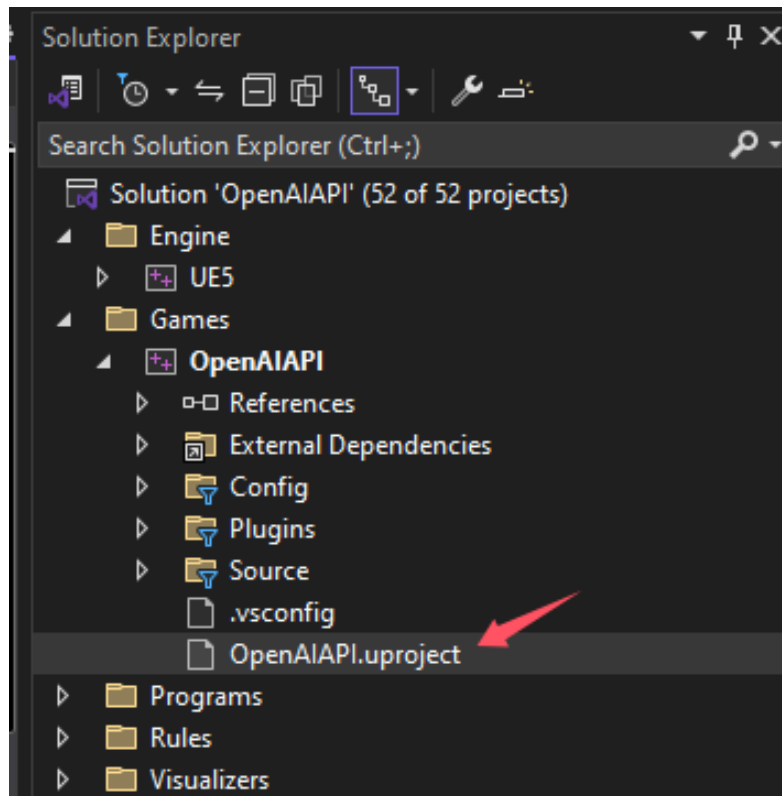 Solution Explorer
Search Solution Explorer (Ctrl+;)
Solution 'OpenAIAPI' (52 of 52 projects)
Engine
UE5
Games
OpenAIAPI
References
External Dependencies
Config
Plugins
Source
.vsconfig
OpenAIAPI.uproject
Programs
Rules
Visualizers